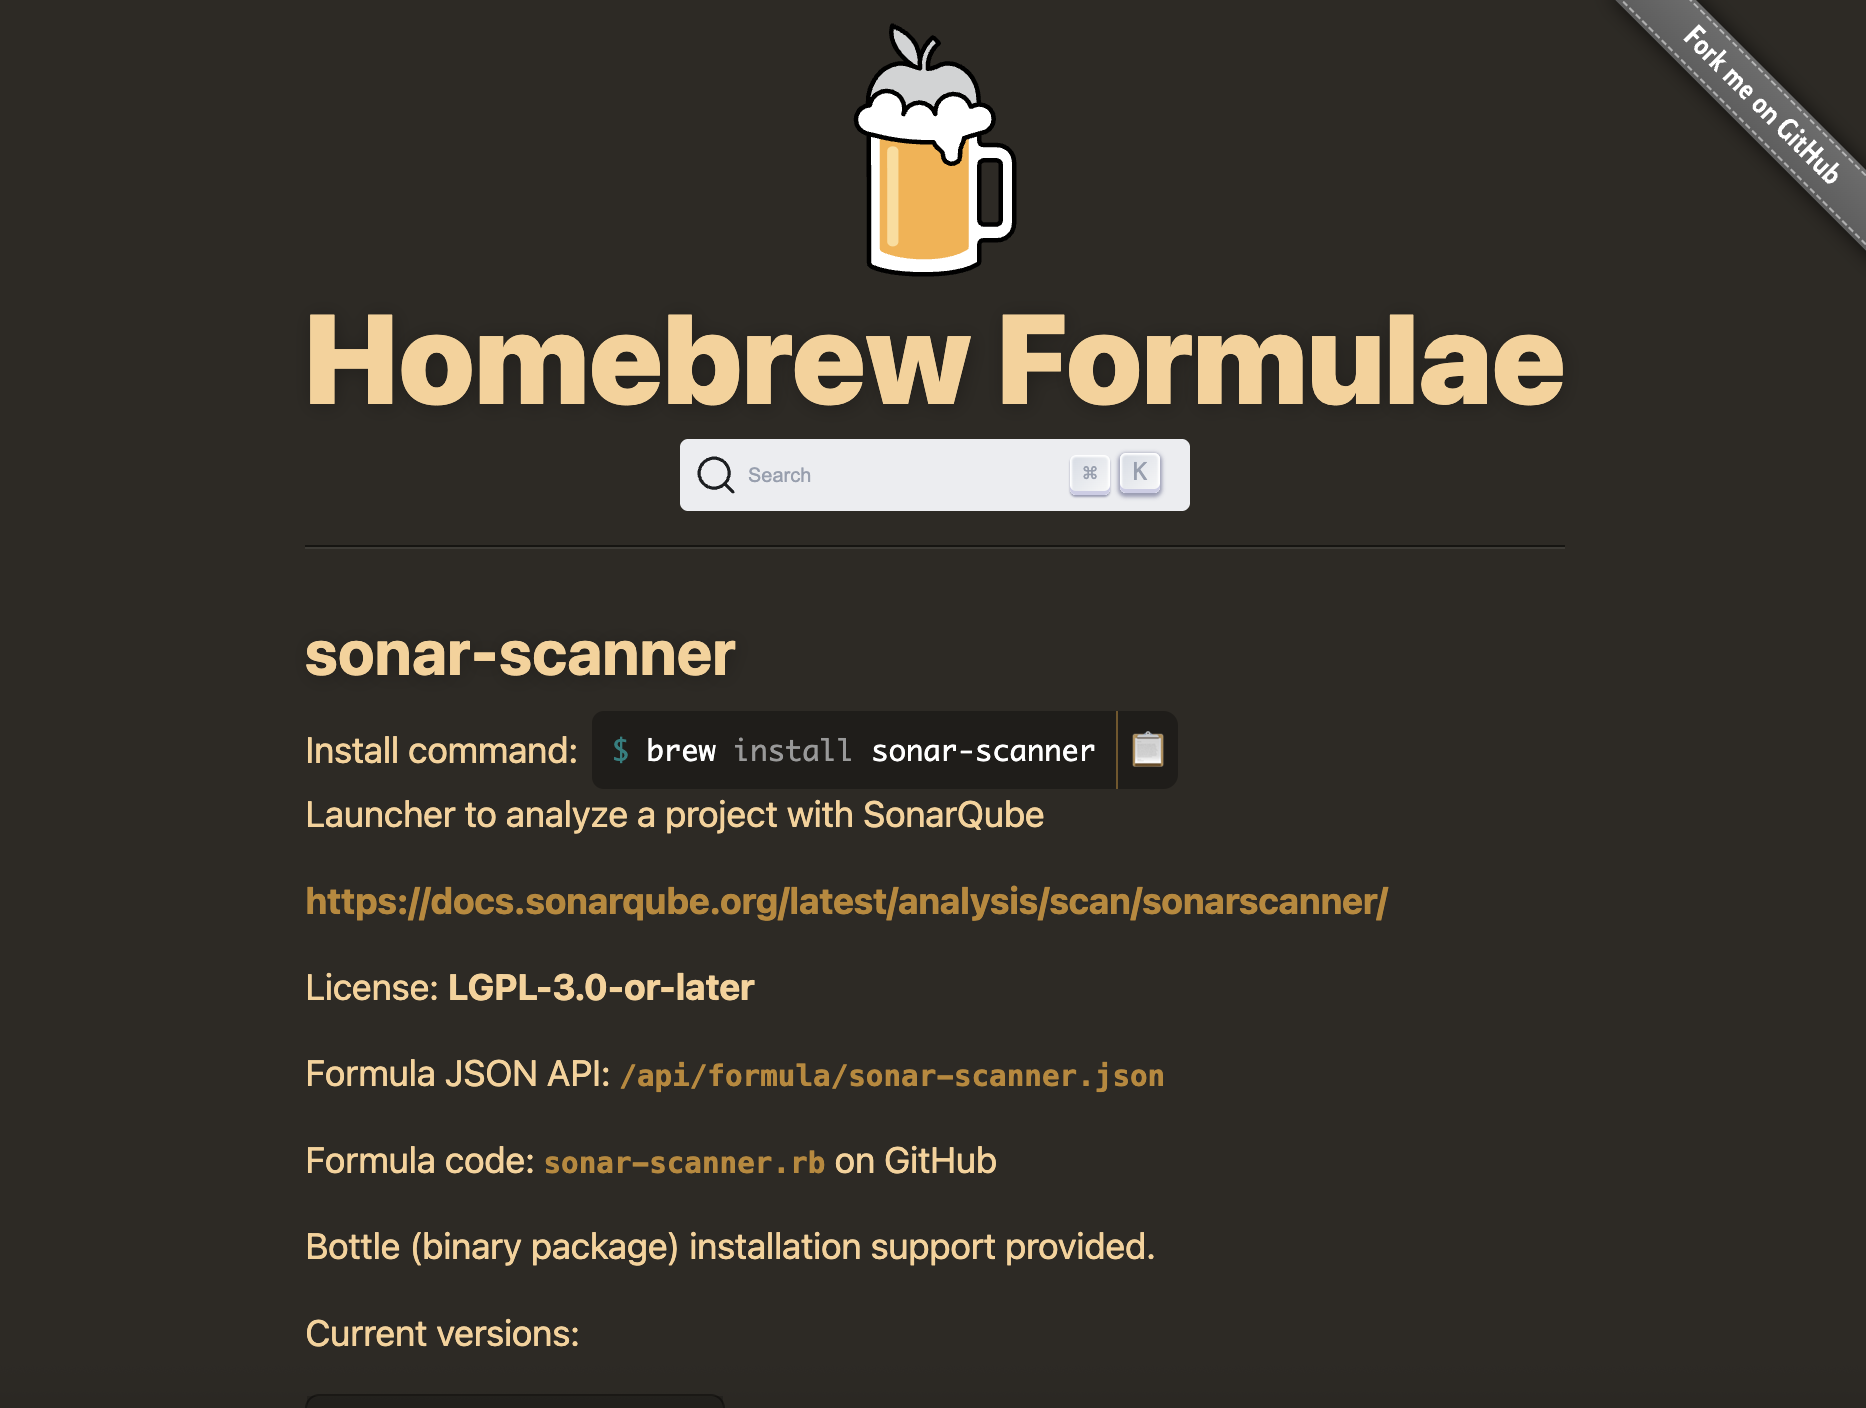 Fork me on GitHub
Homebrew Formulae
Search ⌘ K
sonar-scanner
Install command: $ brew install sonar-scanner
Launcher to analyze a project with SonarQube
https://docs.sonarqube.org/latest/analysis/scan/sonarscanner/
License: LGPL-3.0-or-later
Formula JSON API: /api/formula/sonar-scanner.json
Formula code: sonar-scanner.rb on GitHub
Bottle (binary package) installation support provided.
Current versions: